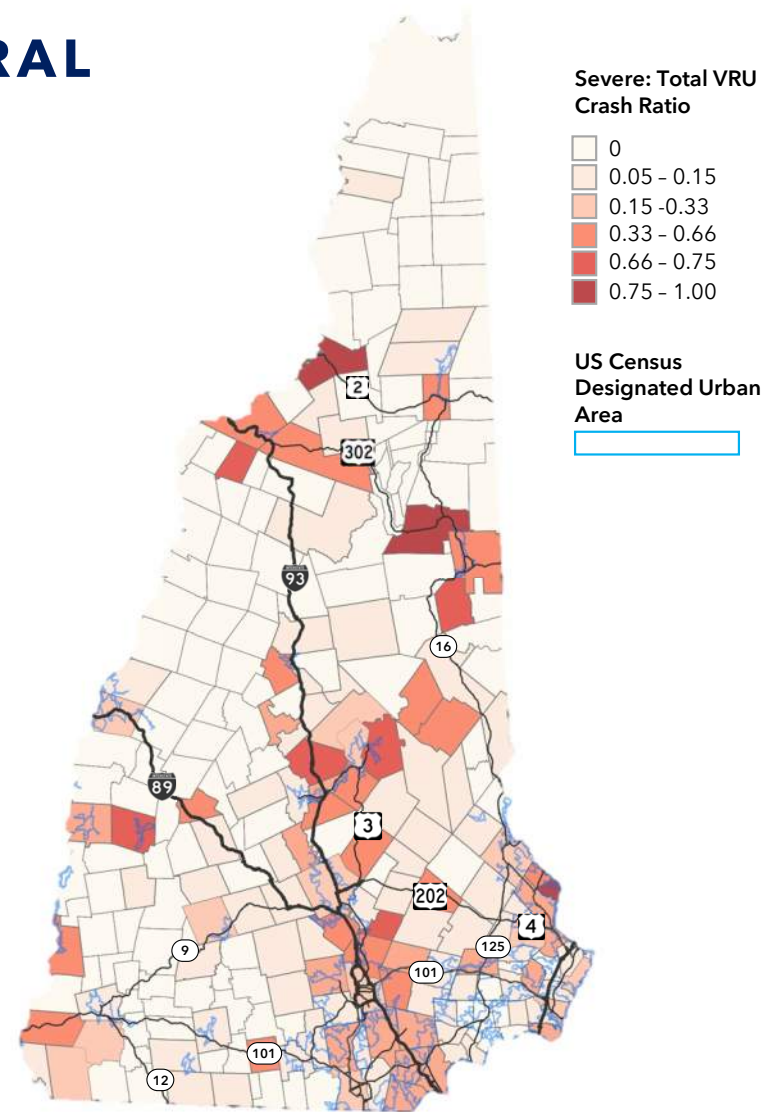 RAL
Severe: Total VRU
Crash Ratio
0
0.05 – 0.15
0.15 -0.33
0.33 – 0.66
0.66 – 0.75
0.75 – 1.00
US Census
Designated Urban
Area
2
302
93
16
89
3
202
4
9
125
101
101
12